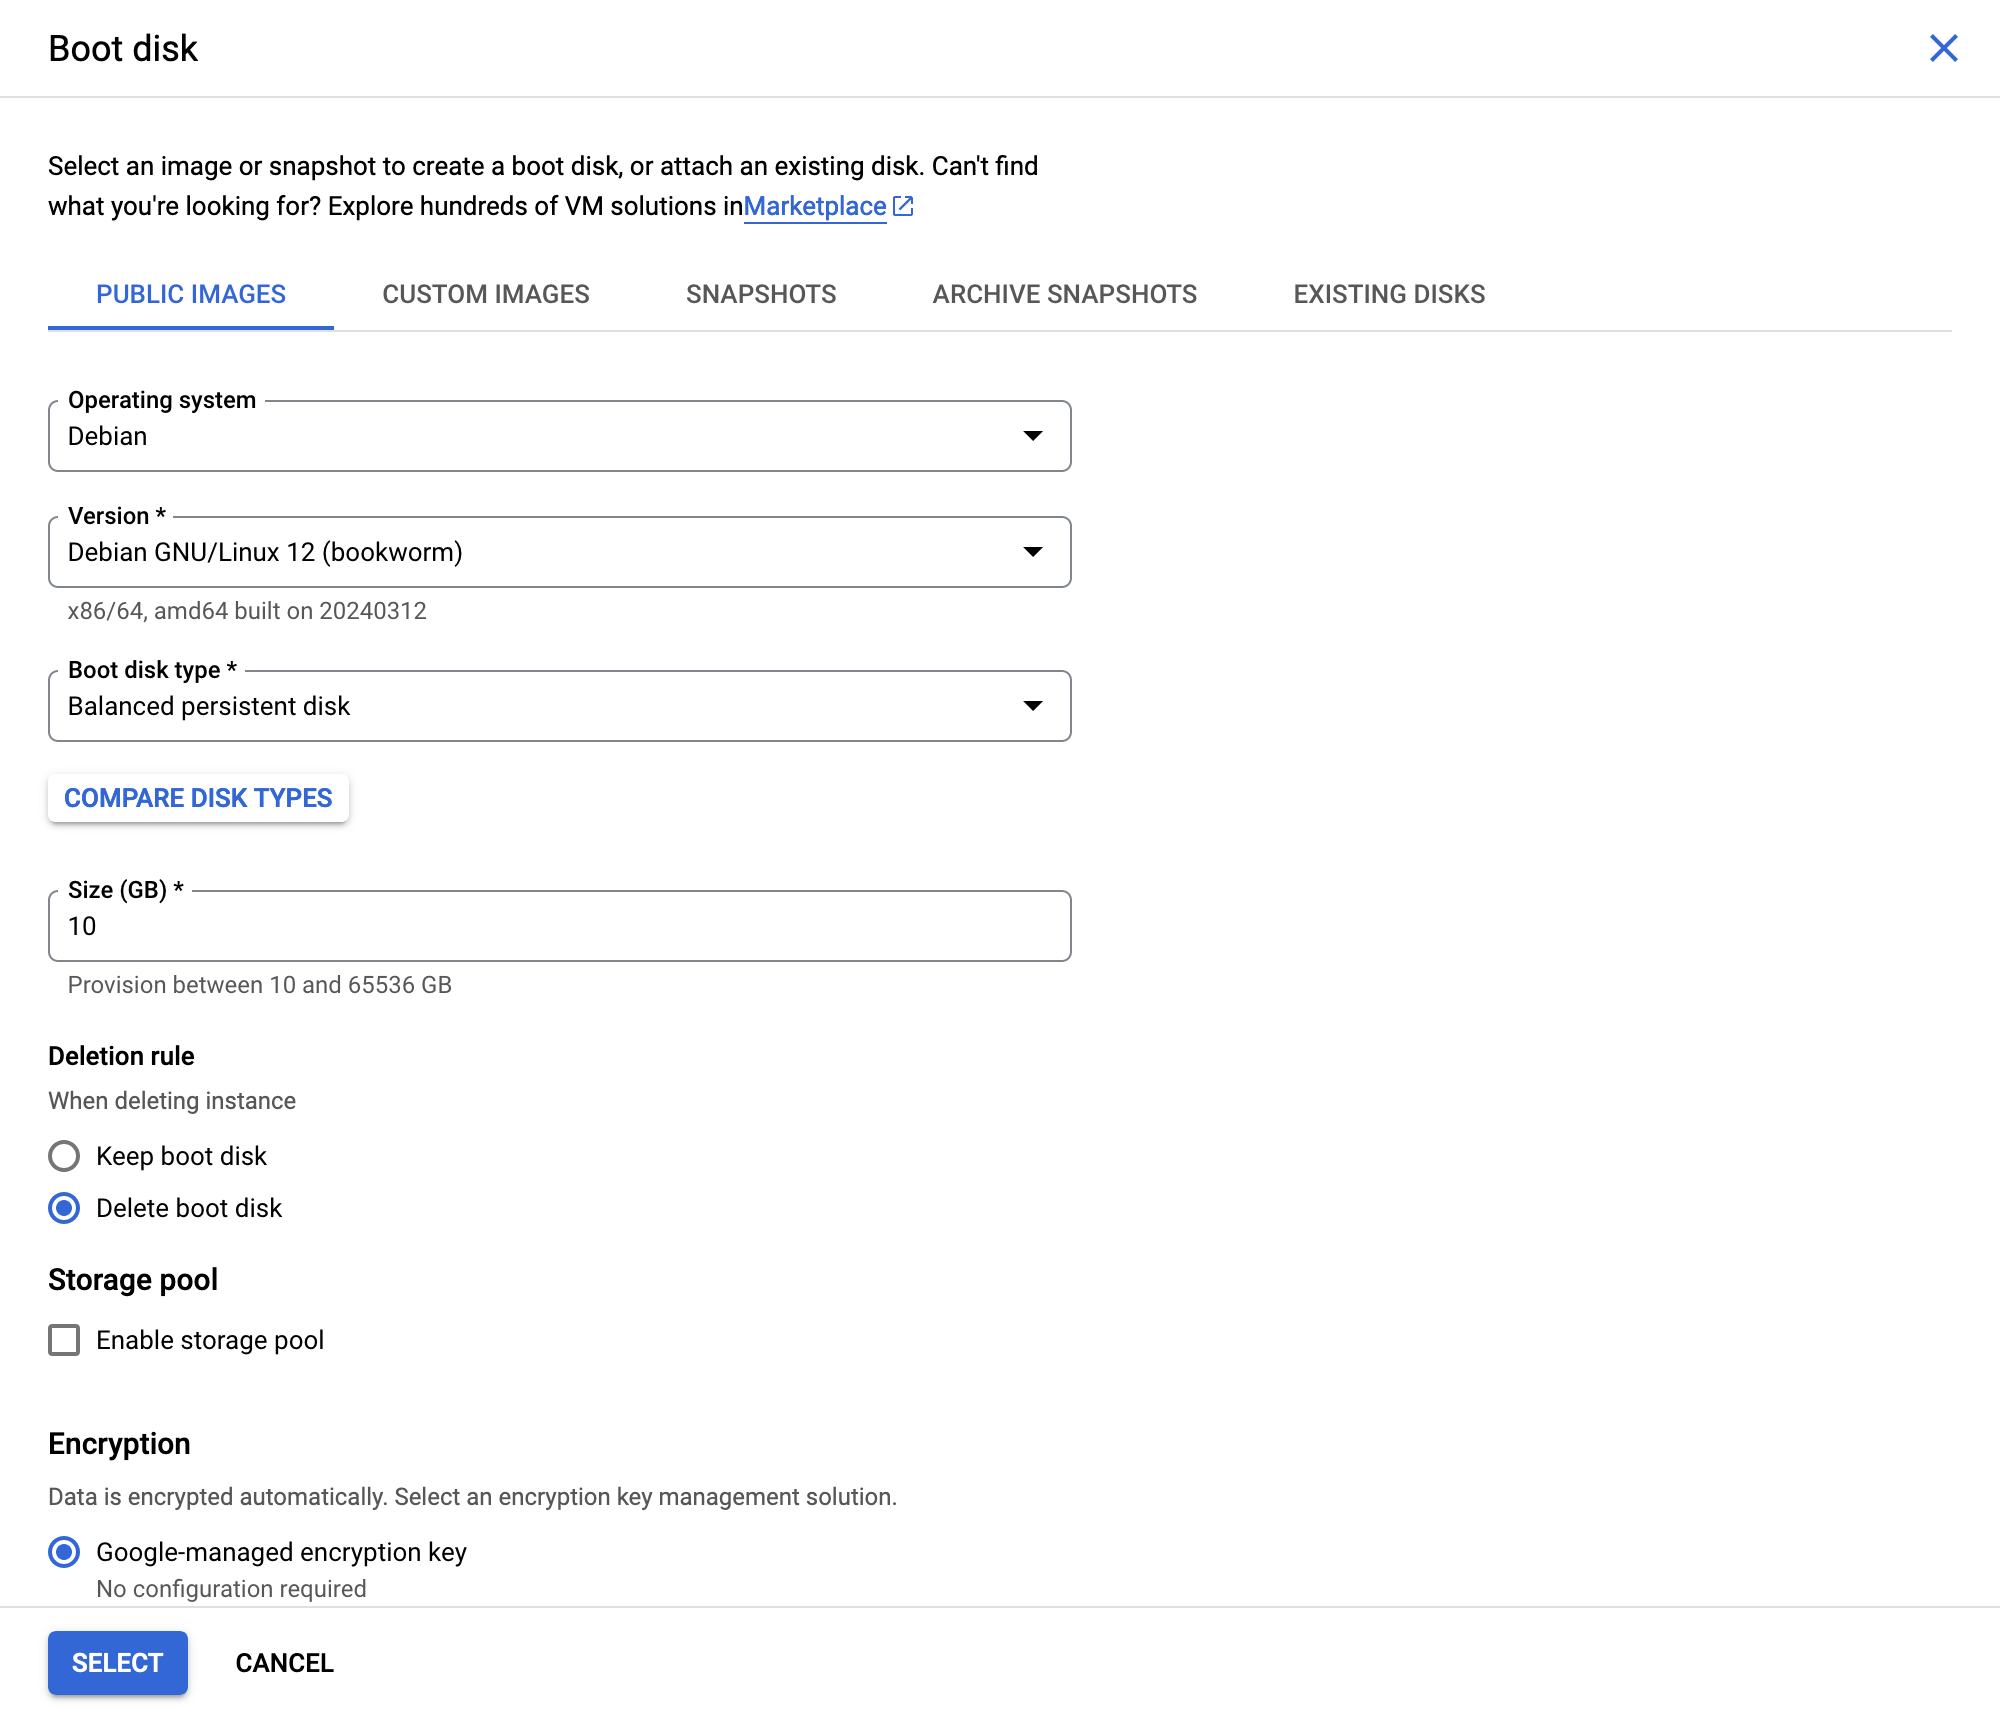 Boot disk
Select an image or snapshot to create a boot disk, or attach an existing disk. Can't find
what you're looking for? Explore hundreds of VM solutions inMarketplace
PUBLIC IMAGES CUSTOM IMAGES SNAPSHOTS ARCHIVE SNAPSHOTS EXISTING DISKS
Operating system
Debian
Version *
Debian GNU/Linux 12 (bookworm)
x86/64, amd64 built on 20240312
Boot disk type *
Balanced persistent disk
COMPARE DISK TYPES
Size (GB) *
10
Provision between 10 and 65536 GB
Deletion rule
When deleting instance
Keep boot disk
Delete boot disk
Storage pool
Enable storage pool
Encryption
Data is encrypted automatically. Select an encryption key management solution.
Google-managed encryption key
No configuration required
SELECT CANCEL